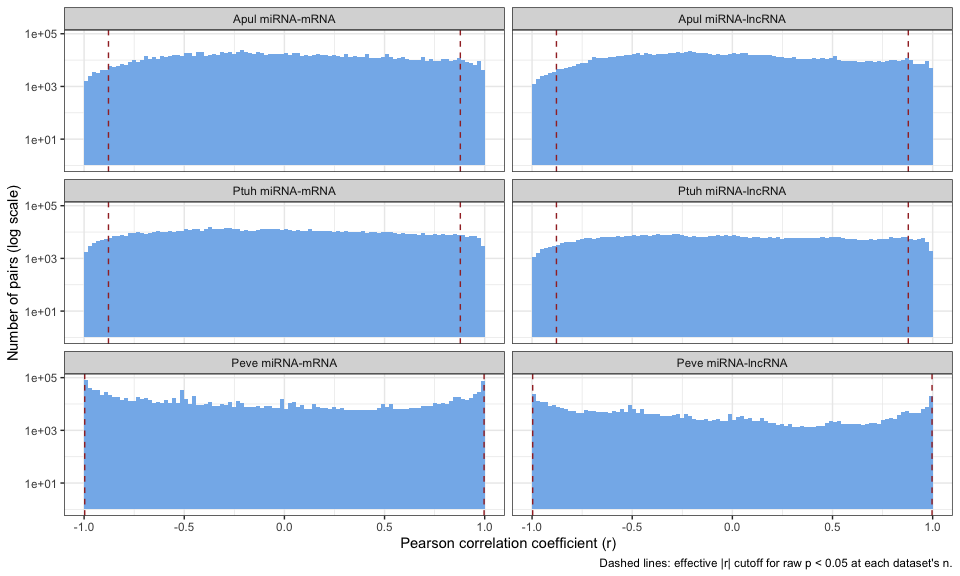 Apul miRNA-mRNA
Apul miRNA-lncRNA
1e+05
1e+03
1e+01
Ptuh miRNA-mRNA
Ptuh miRNA-lncRNA
1e+05
1e+03
1e+01
Number of pairs (log scale)
Peve miRNA-mRNA
Peve miRNA-lncRNA
1e+05
1e+03
1e+01
-1.0 -0.5 0.0 0.5 1.0
-1.0 -0.5 0.0 0.5 1.0
Pearson correlation coefficient (r)
Dashed lines: effective |r| cutoff for raw p < 0.05 at each dataset's n.